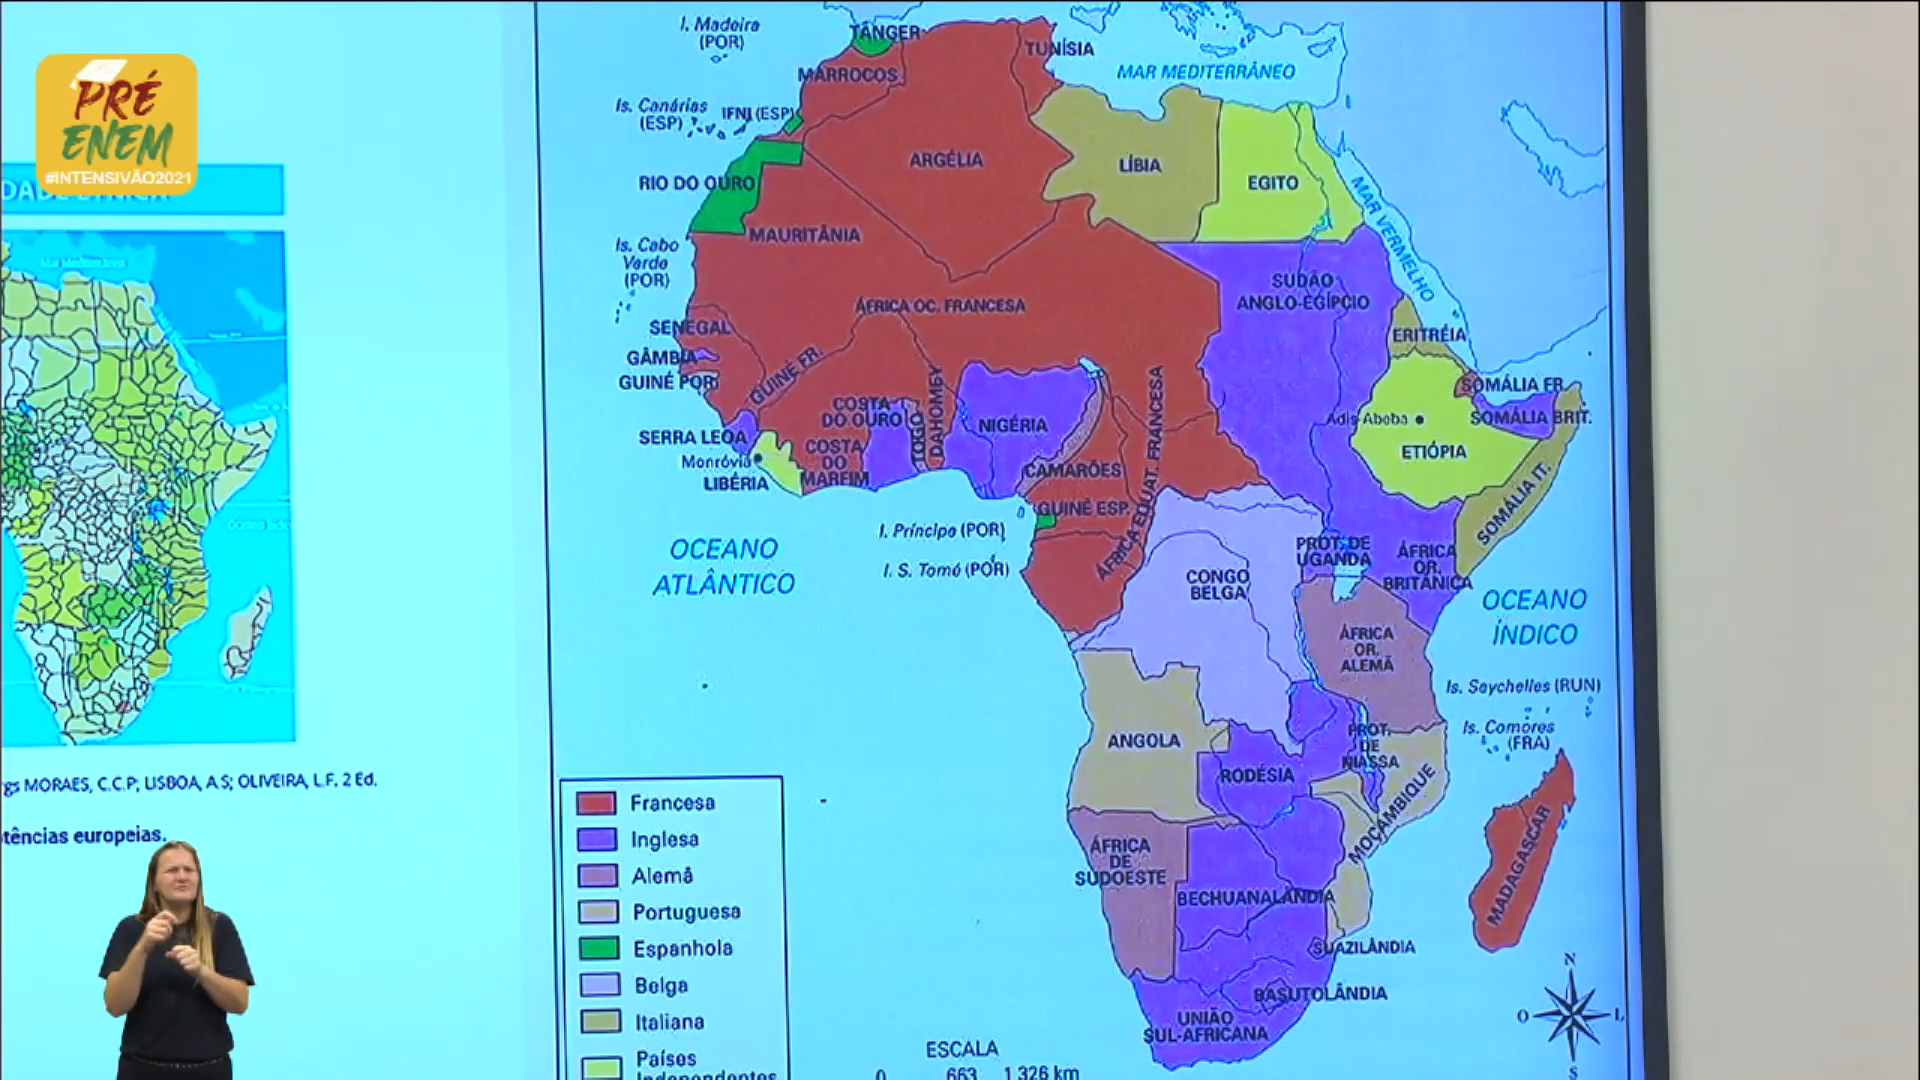 PRÉ
ENEM
#INTENSIVÃO2021
Mar Mediterrâneo
gs MORAES, C.C.P; LISBOA, A.S; OLIVEIRA, L.F. 2 Ed.
tências europeias.
I. Madeira
(POR)
TÂNGER
TUNÍSIA
MAR MEDITERRÂNEO
MARROCOS
Is. Canárias
(ESP)
IFNI (ESP)
ARGÉLIA
LÍBIA
EGITO
RIO DO OURO
MAR VERMELHO
MAURITÂNIA
Is. Cabo
Verde
(POR)
SUDÃO
ANGLO-EGÍPCIO
ÁFRICA OC. FRANCESA
SENEGAL
ERITRÉIA
GÂMBIA
GUINÉ POR.
GUINÉ FR.
SOMÁLIA FR.
COSTA
DO OURO
TOGO
DAHOMEY
NIGÉRIA
ÁFRICA EQUAT. FRANCESA
Adis-Abeba
SOMÁLIA BRIT.
SERRA LEOA
Monróvia
LIBÉRIA
COSTA
DO
MARFIM
CAMARÕES
ETIÓPIA
SOMÁLIA IT.
GUINÉ ESP.
I. Príncipe (POR)
I. S. Tomé (POR)
OCEANO
ATLÂNTICO
PROT. DE
UGANDA
ÁFRICA
OR.
BRITÂNICA
CONGO
BELGA
OCEANO
ÍNDICO
ÁFRICA
OR.
ALEMÃ
Is. Seychelles (RUN)
Is. Comores
(FRA)
ANGOLA
PROT.
DE
NIASSA
RODÉSIA
MOÇAMBIQUE
MADAGASCAR
ÁFRICA
DE
SUDOESTE
BECHUANALÂNDIA
SUAZILÂNDIA
BASUTOLÂNDIA
UNIÃO
SUL-AFRICANA
Francesa
Inglesa
Alemã
Portuguesa
Espanhola
Belga
Italiana
Países
Independentes
ESCALA
0 663 1.326 km
N
O L
S